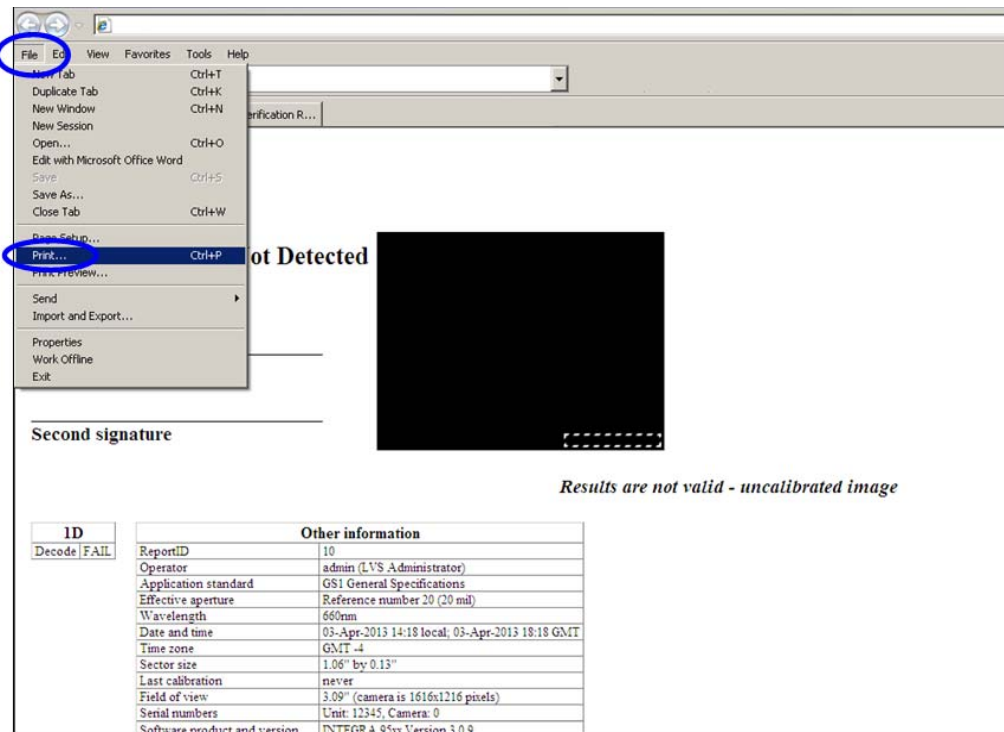 File Edit View Favorites Tools Help
New Tab Ctrl+T
Duplicate Tab Ctrl+K
New Window Ctrl+N
New Session
Open... Ctrl+O
Edit with Microsoft Office Word
Save Ctrl+S
Save As...
Close Tab Ctrl+W
Page Setup...
Print... Ctrl+P
Print Preview...
Send
Import and Export...
Properties
Work Offline
Exit
erification R...
ot Detected
Second signature
Results are not valid - uncalibrated image
1D
Decode FAIL
Other information
ReportID 10
Operator admin (LVS Administrator)
Application standard GS1 General Specifications
Effective aperture Reference number 20 (20 mil)
Wavelength 660nm
Date and time 03-Apr-2013 14:18 local; 03-Apr-2013 18:18 GMT
Time zone GMT -4
Sector size 1.06" by 0.13"
Last calibration never
Field of view 3.09" (camera is 1616x1216 pixels)
Serial numbers Unit: 12345, Camera: 0
Software product and version INTEGRA 95xx Version 3.0.9